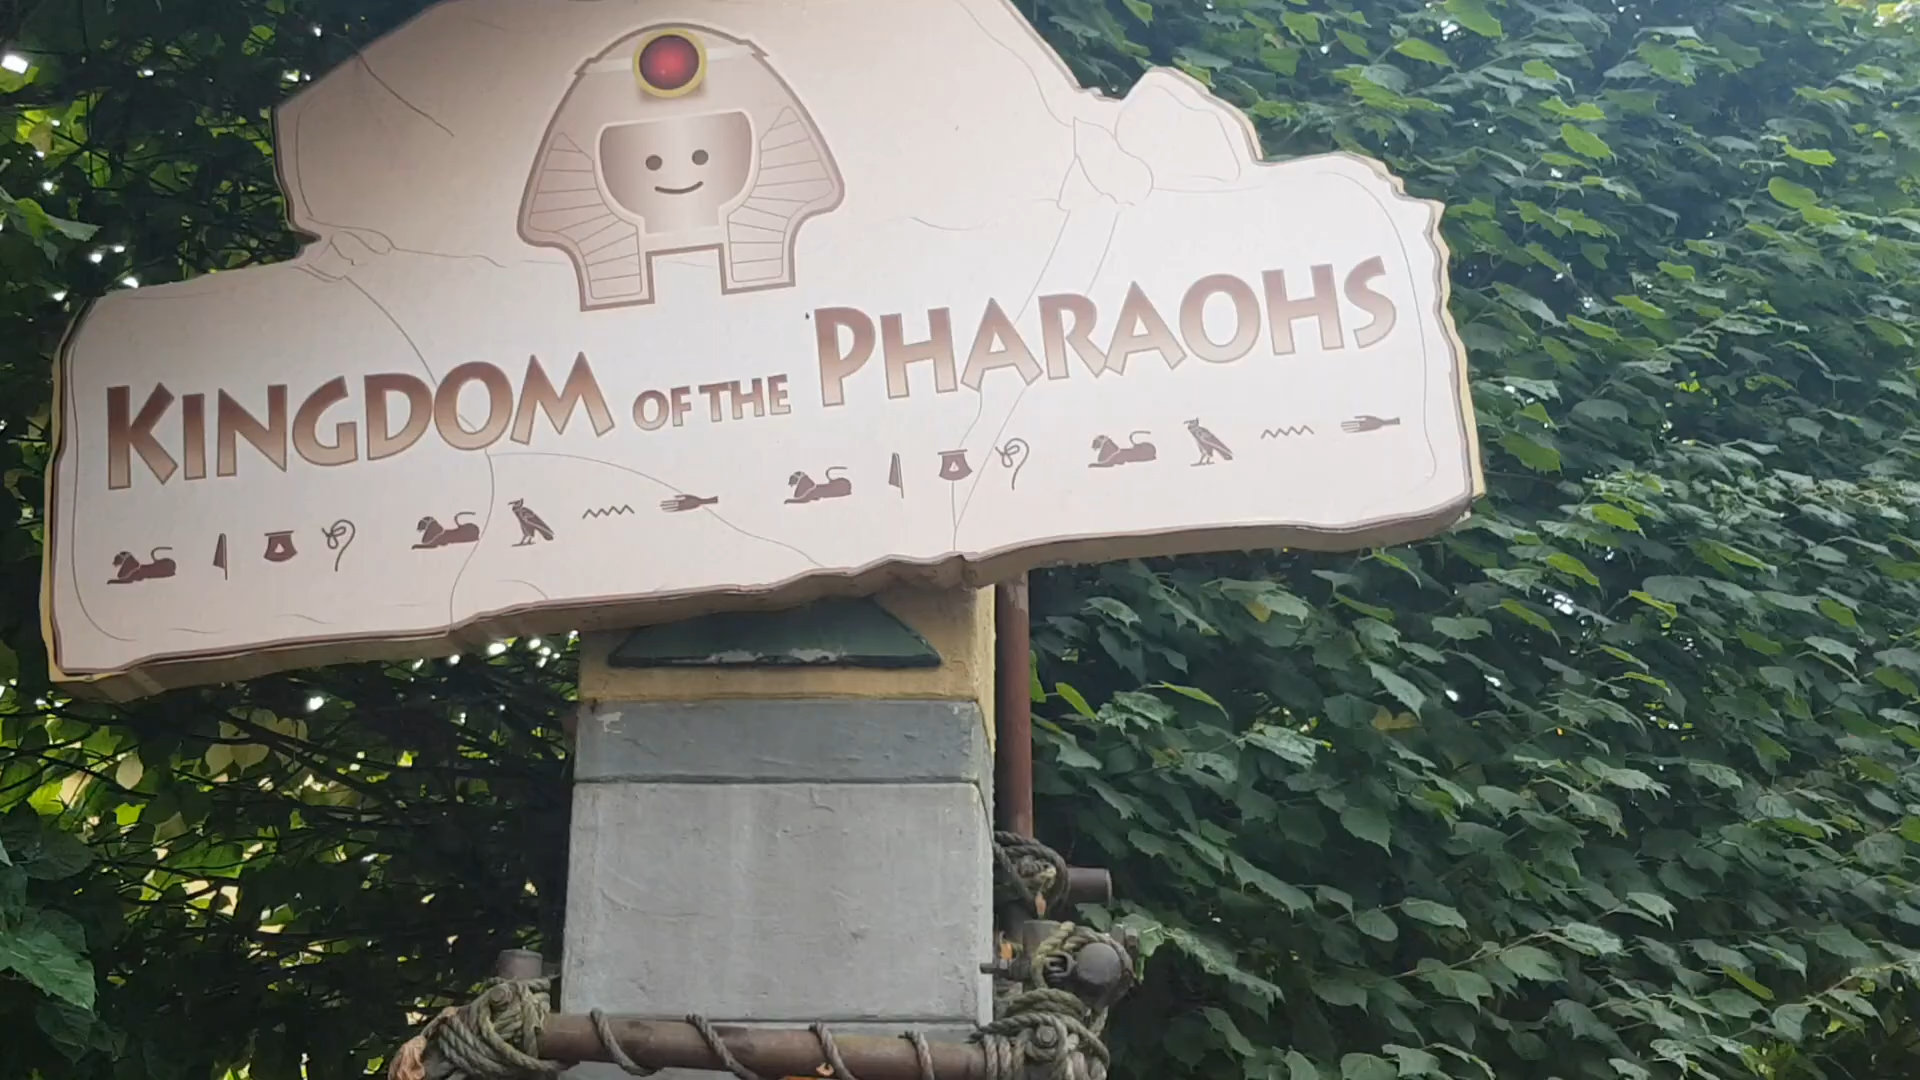 KINGDOM OF THE PHARAOHS
𓃭 𓇋 𓎼 𓍯 𓃭 𓄿 𓈖 𓂧 𓃭 𓇋 𓎼 𓍯 𓃭 𓄿 𓈖 𓂧